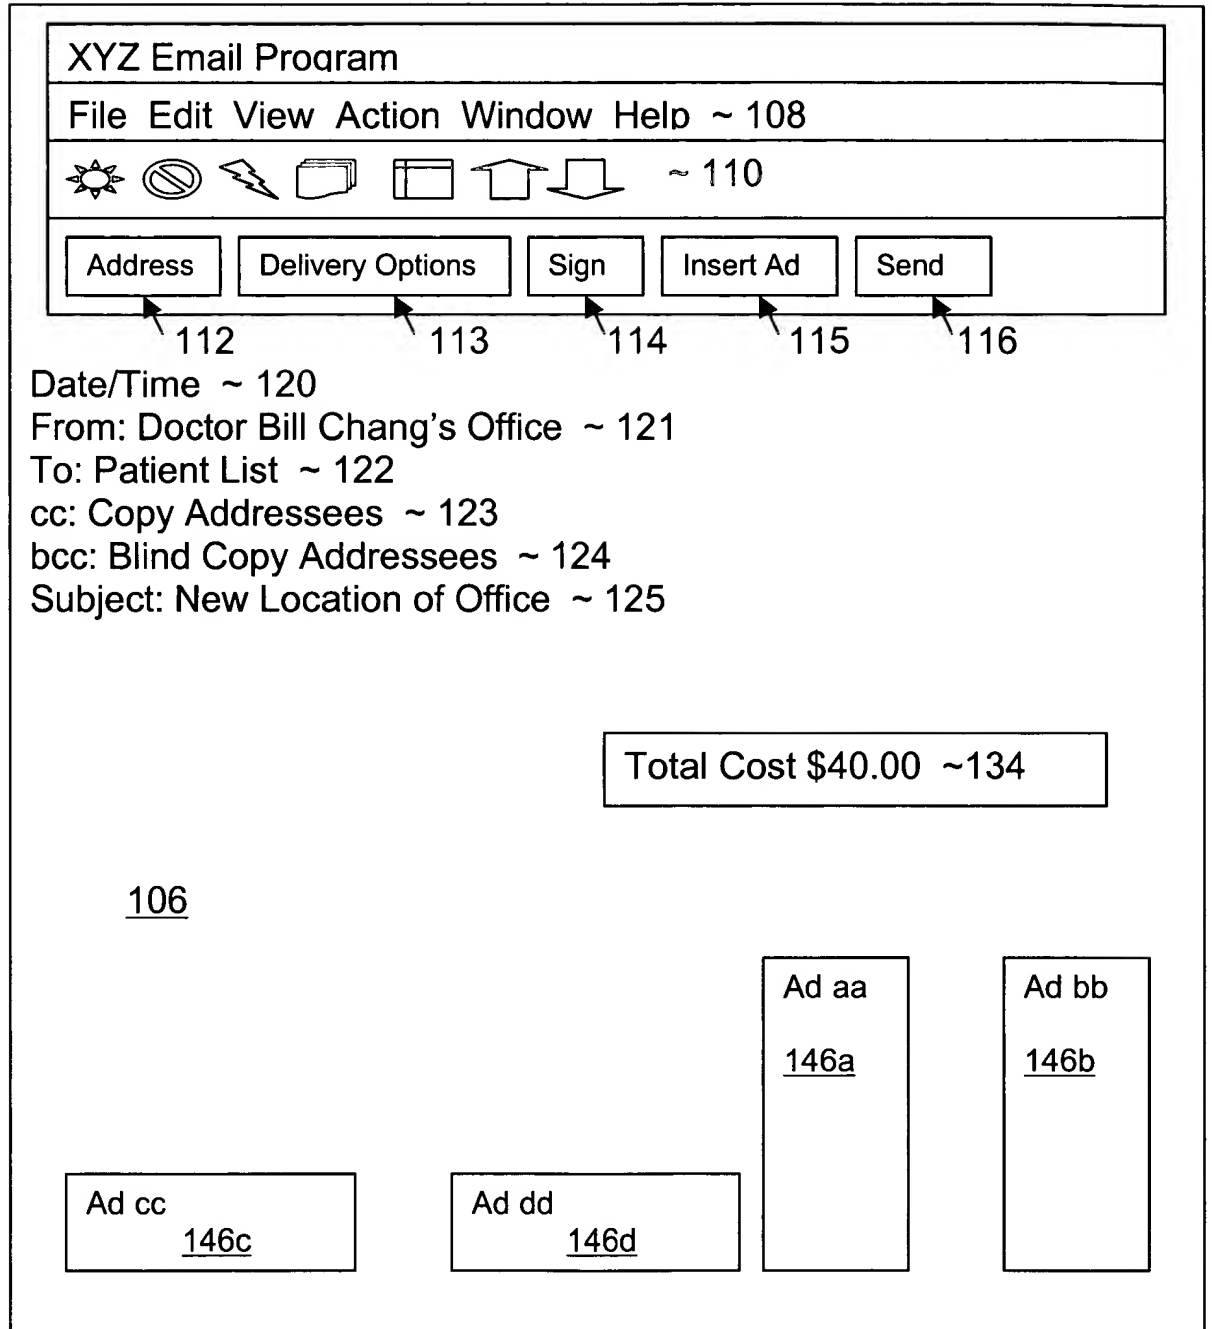 XYZ Email Program
File Edit View Action Window Help ~ 108
~ 110
Address Delivery Options Sign Insert Ad Send
112 113 114 115 116
Date/Time ~ 120
From: Doctor Bill Chang’s Office ~ 121
To: Patient List ~ 122
cc: Copy Addressees ~ 123
bcc: Blind Copy Addressees ~ 124
Subject: New Location of Office ~ 125
Total Cost $40.00 ~134
106
Ad aa Ad bb
146a 146b
Ad cc Ad dd
146c 146d